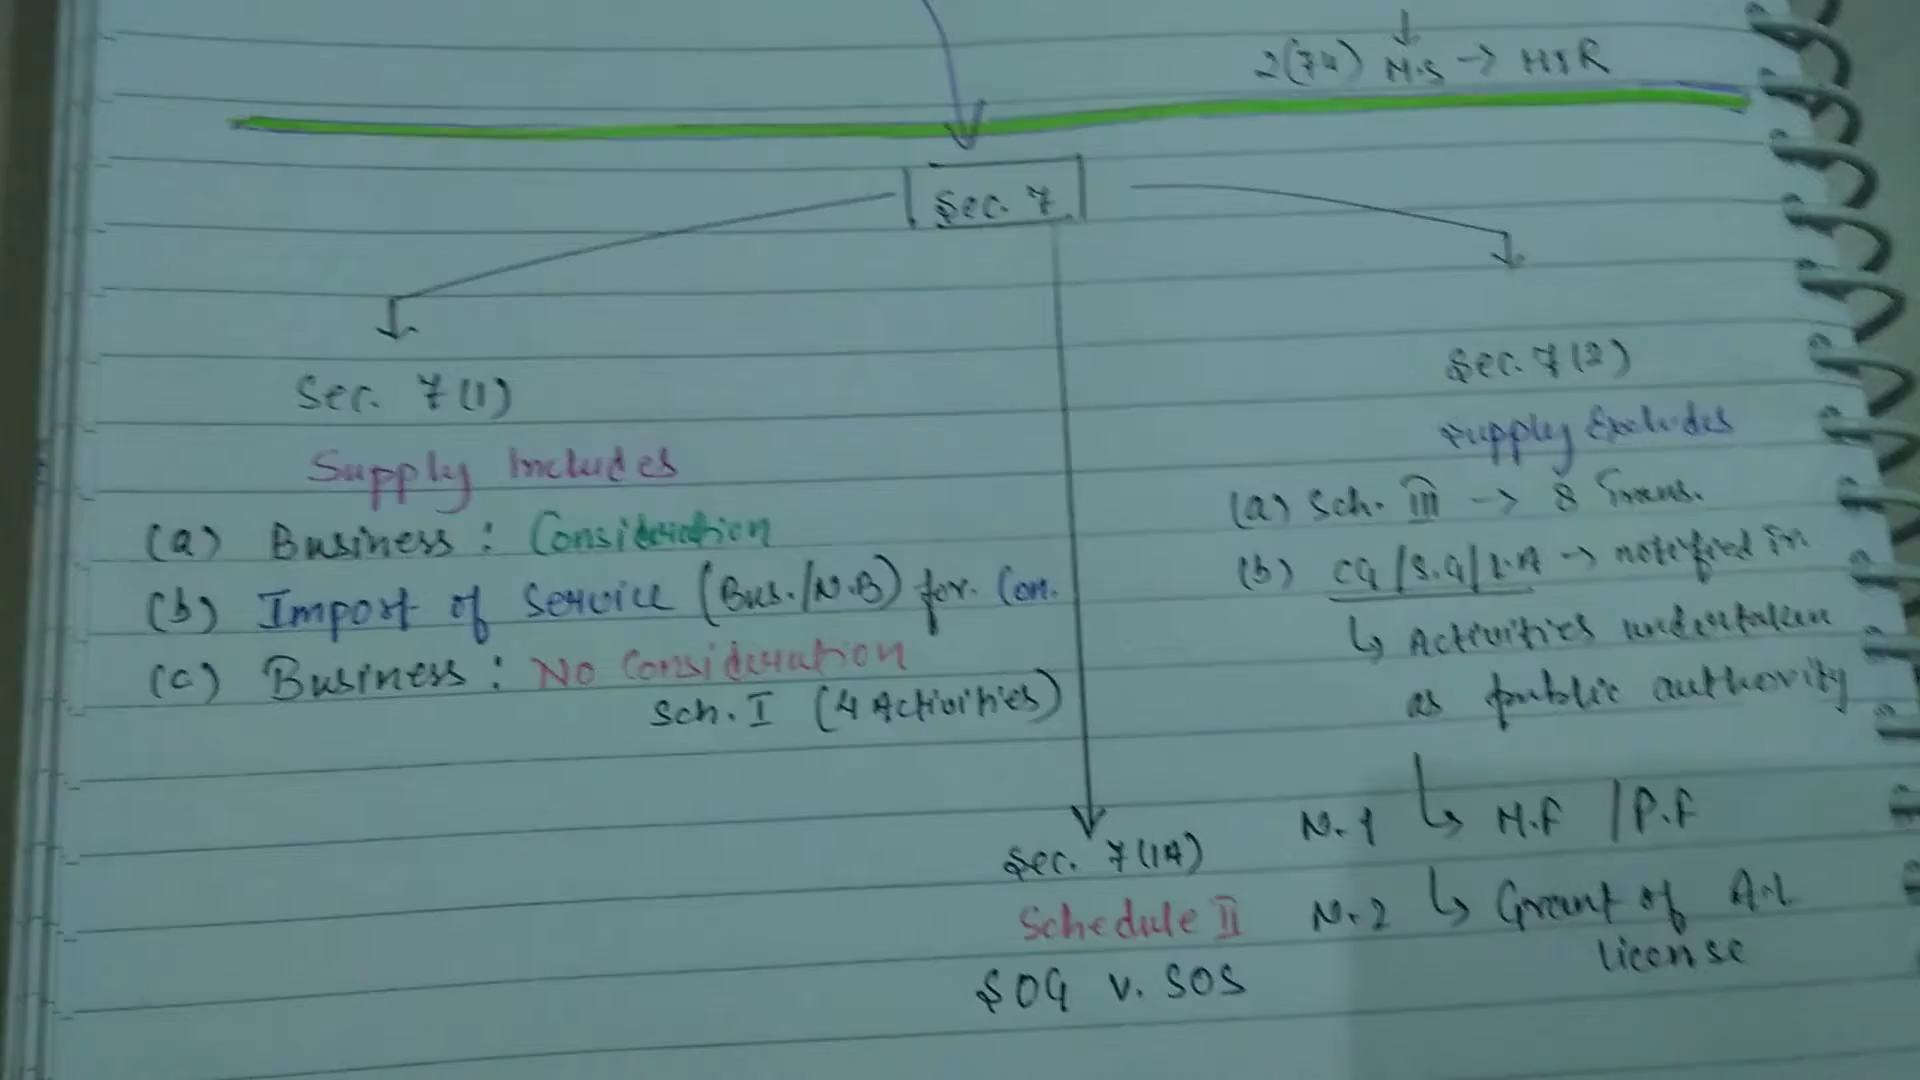 2(74) M.S → HSR
Sec. 7
Sec. 7(1)
Supply Includes
(a) Business : Consideration
(b) Import of Service (Bus./N.B) for. Con.
(c) Business : No Consideration
Sch. I (4 Activities)
Sec. 7(2)
Supply Excludes
(a) Sch. III → 8 Trans.
(b) CG/S.G/L.A → notified in
↳ Activities undertaken
as public authority
N.1 ↳ M.F /P.F
N.2 ↳ Grant of A.L
license
Sec. 7(1A)
Schedule II
SOG v. SOS